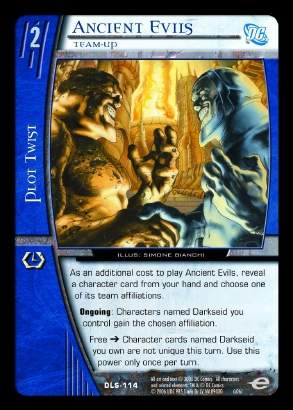 ANCIENT EVILS
TEAM-UP
2
DC
PLOT TWIST
ILLUS: SIMONE BIANCHI
As an additional cost to play Ancient Evils, reveal
a character card from your hand and choose one
of its team affiliations.
Ongoing: Characters named Darkseid you
control gain the chosen affiliation.
Free ➔ Character cards named Darkseid
you own are not unique this turn. Use this
power only once per turn.
DLS-114